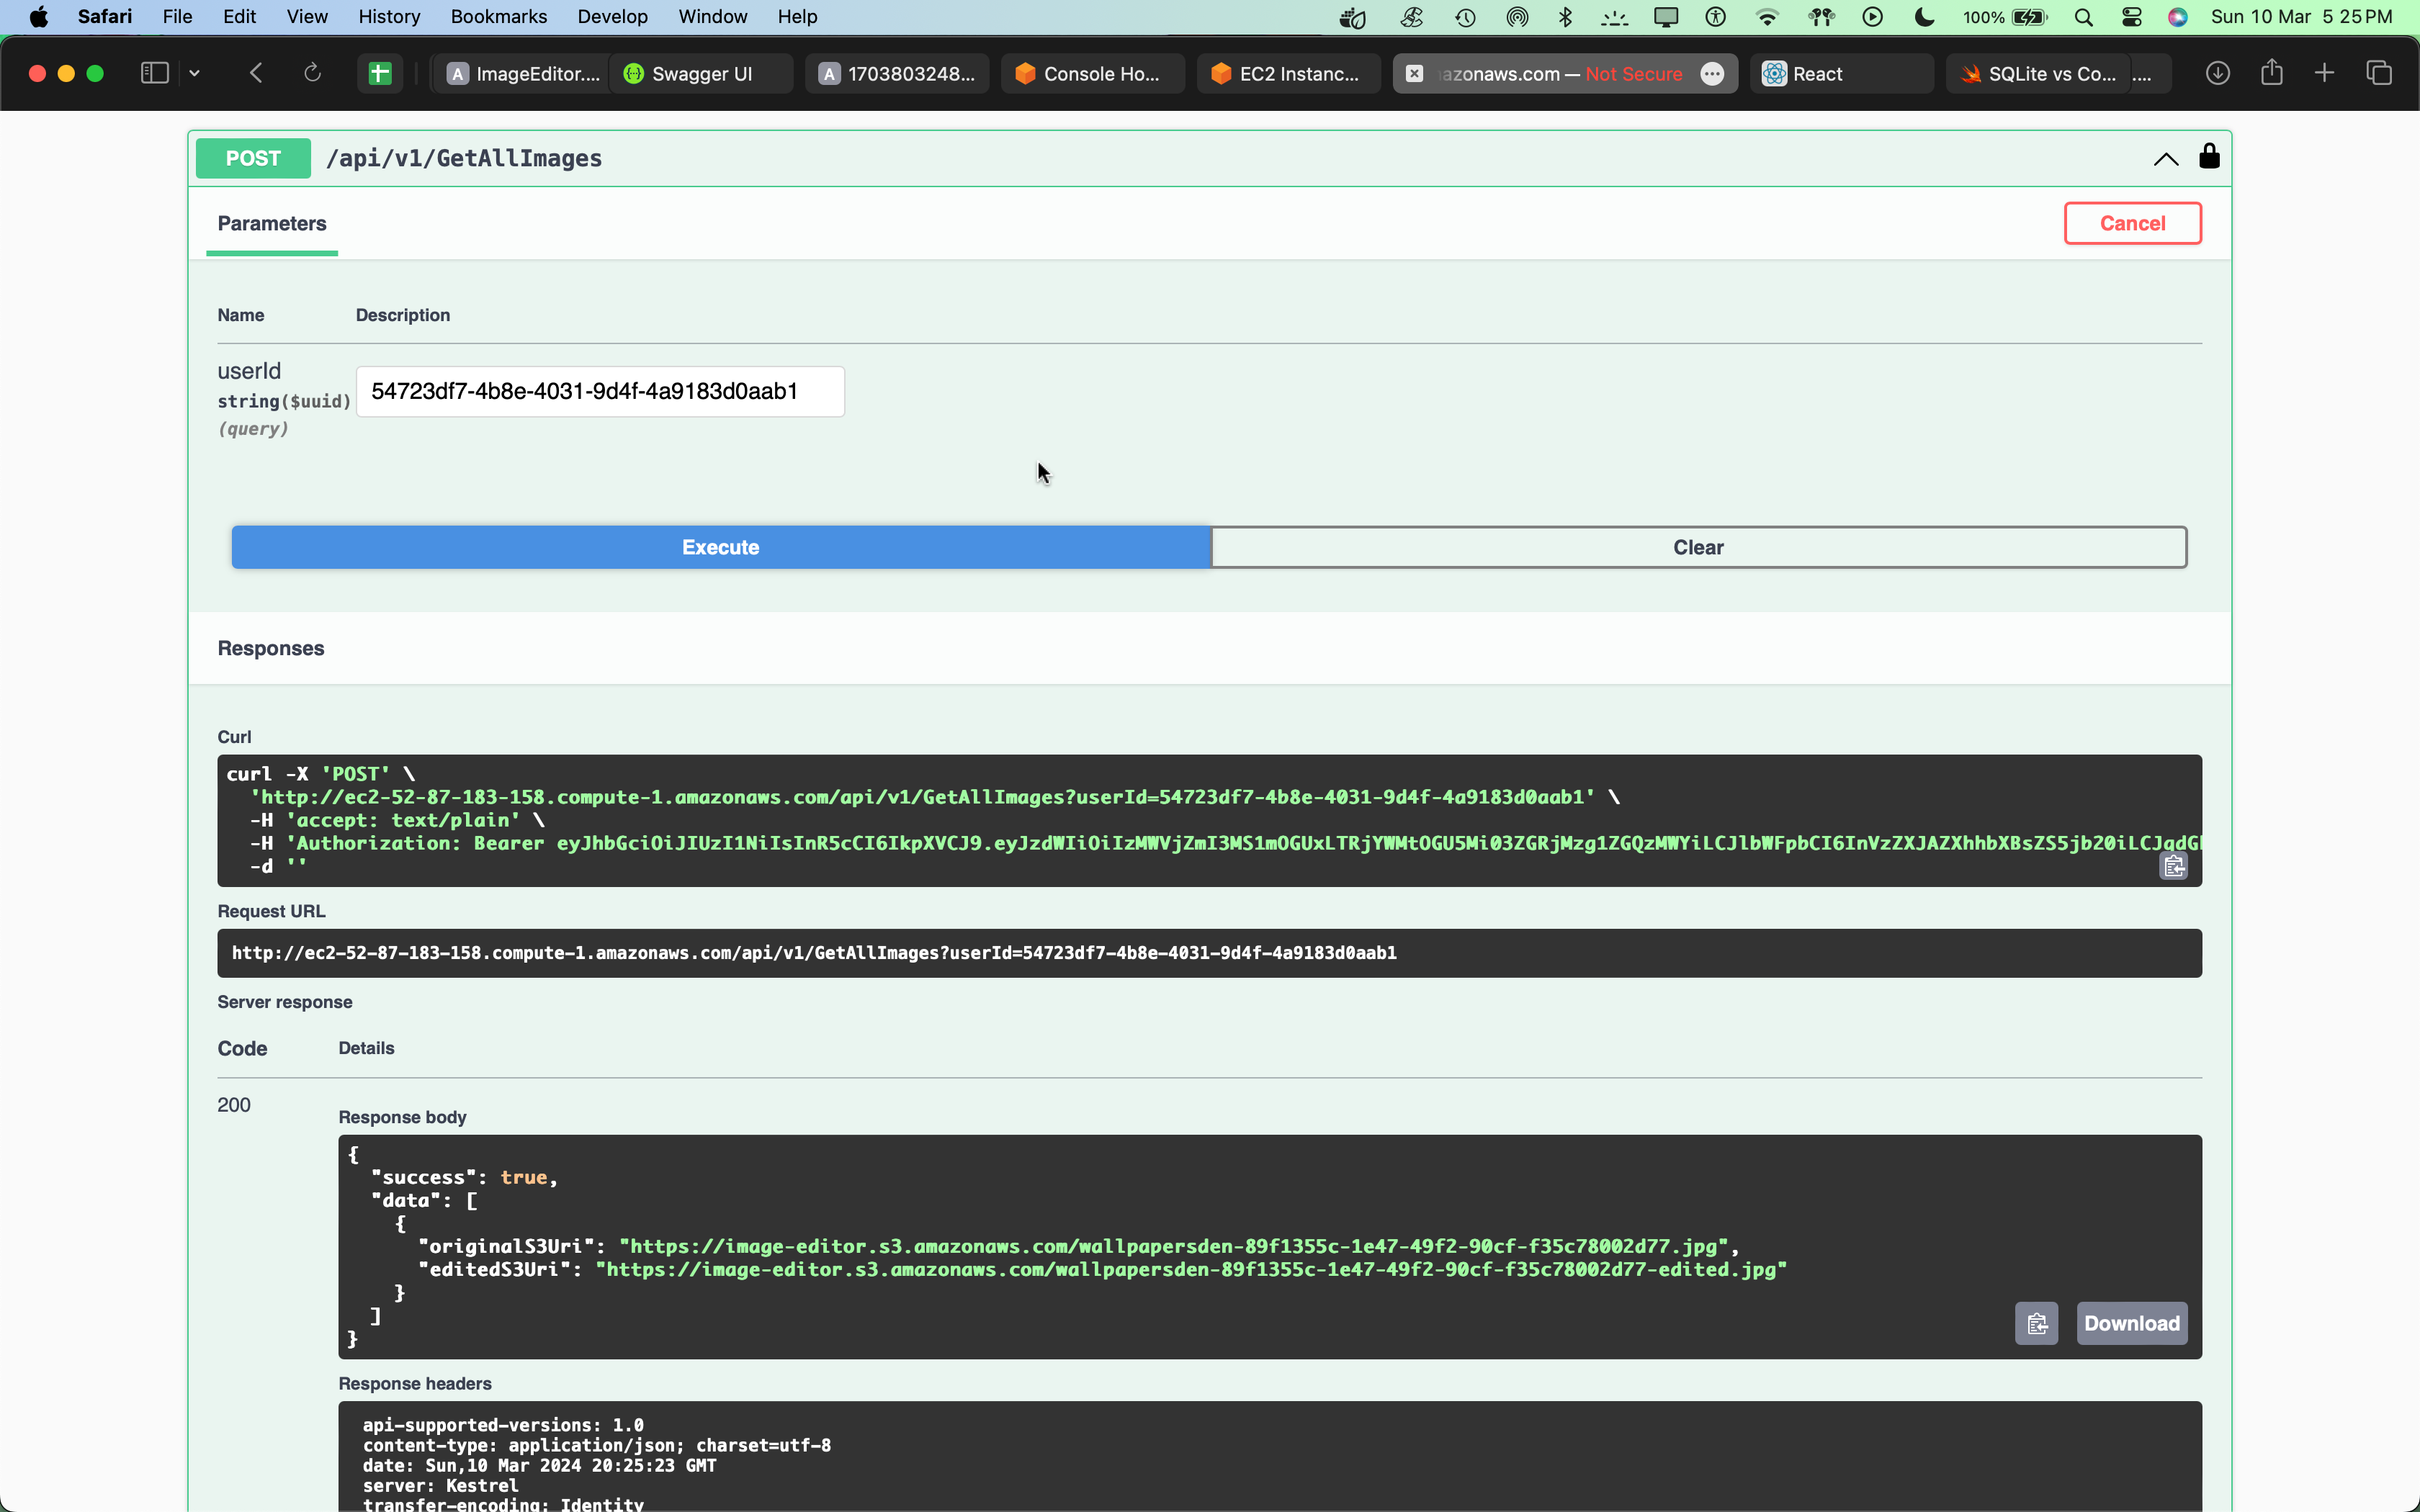 Safari File Edit View History Bookmarks Develop Window Help 100% Sun 10 Mar 5 25 PM
A ImageEditor.... Swagger UI A 1703803248... Console Ho... EC2 Instanc... azonaws.com — Not Secure React SQLite vs Co... ....
POST /api/v1/GetAllImages
Parameters Cancel
Name Description
userId
string($uuid) 54723df7-4b8e-4031-9d4f-4a9183d0aab1
(query)
Execute Clear
Responses
Curl
curl -X 'POST' \
'http://ec2-52-87-183-158.compute-1.amazonaws.com/api/v1/GetAllImages?userId=54723df7-4b8e-4031-9d4f-4a9183d0aab1' \
-H 'accept: text/plain' \
-H 'Authorization: Bearer
-d ''
Request URL
http://ec2-52-87-183-158.compute-1.amazonaws.com/api/v1/GetAllImages?userId=54723df7-4b8e-4031-9d4f-4a9183d0aab1
Server response
Code Details
200
Response body
{
"success": true,
"data": [
{
"originalS3Uri": "https://image-editor.s3.amazonaws.com/wallpapersden-89f1355c-1e47-49f2-90cf-f35c78002d77.jpg",
"editedS3Uri": "https://image-editor.s3.amazonaws.com/wallpapersden-89f1355c-1e47-49f2-90cf-f35c78002d77-edited.jpg"
}
]
}
Download
Response headers
api-supported-versions: 1.0
content-type: application/json; charset=utf-8
date: Sun,10 Mar 2024 20:25:23 GMT
server: Kestrel
transfer-encoding: Identity